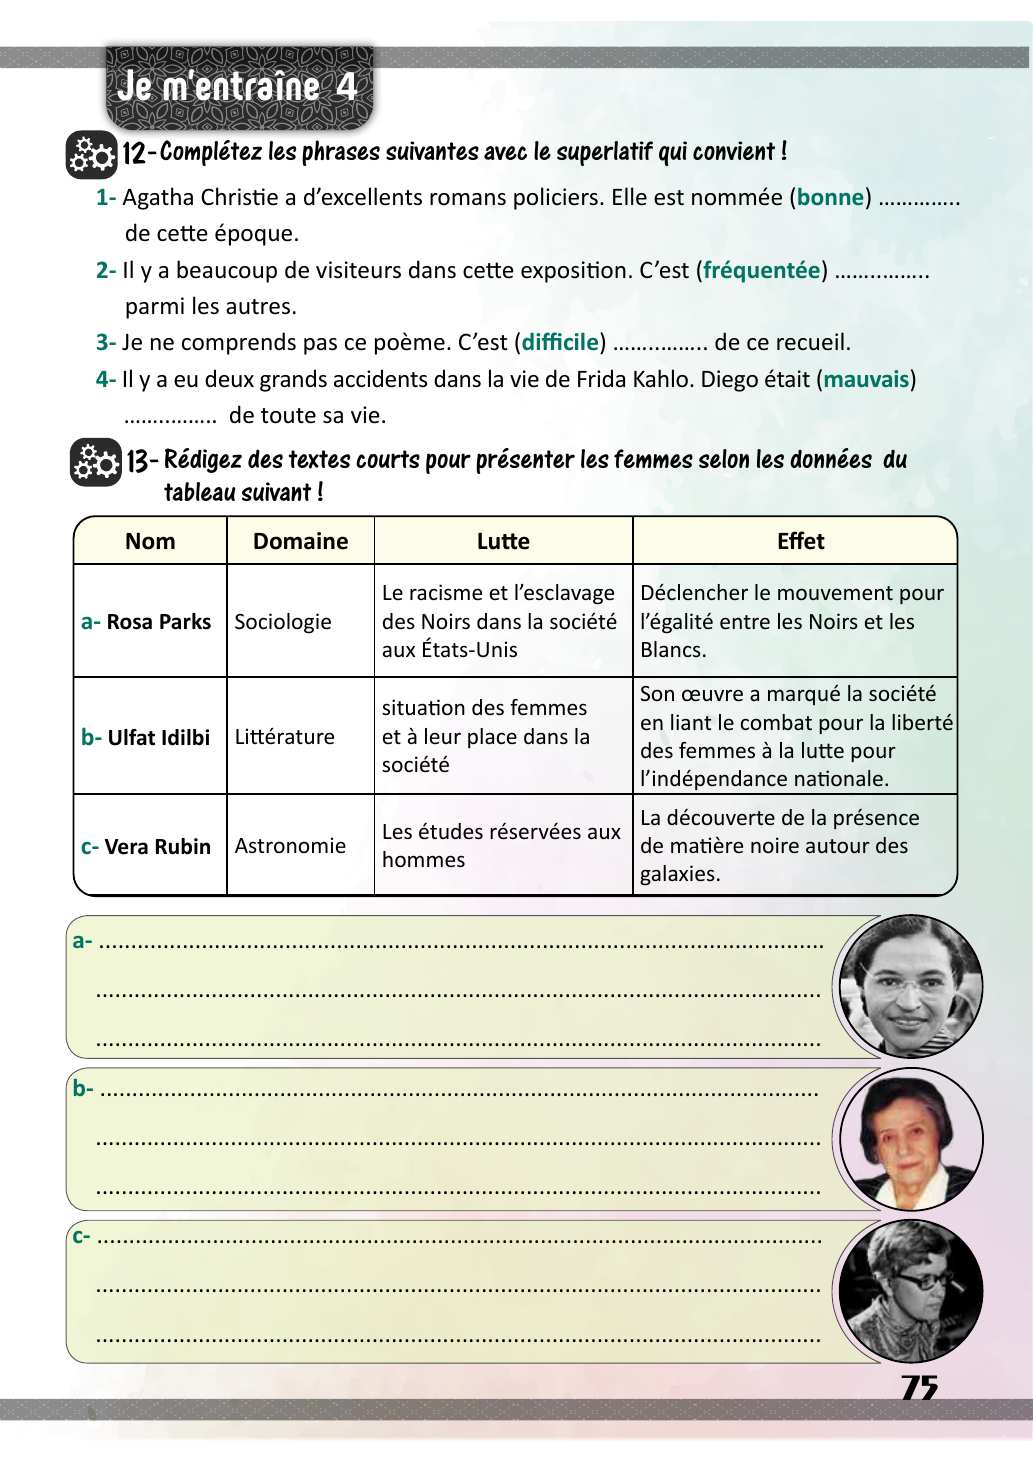 Je m'entraîne 4
12- Complétez les phrases suivantes avec le superlatif qui convient !
1- Agatha Christie a d’excellents romans policiers. Elle est nommée (bonne) …………..
de cette époque.
2- Il y a beaucoup de visiteurs dans cette exposition. C’est (fréquentée) ……..……..
parmi les autres.
3- Je ne comprends pas ce poème. C’est (difficile) ……..…….. de ce recueil.
4- Il y a eu deux grands accidents dans la vie de Frida Kahlo. Diego était (mauvais)
……..…….. de toute sa vie.
13- Rédigez des textes courts pour présenter les femmes selon les données du
tableau suivant !
Nom Domaine Lutte Effet
a- Rosa Parks
Sociologie
Le racisme et l’esclavage
des Noirs dans la société
aux États-Unis
Déclencher le mouvement pour
l’égalité entre les Noirs et les
Blancs.
b- Ulfat Idilbi
Littérature
situation des femmes
et à leur place dans la
société
Son œuvre a marqué la société
en liant le combat pour la liberté
des femmes à la lutte pour
l’indépendance nationale.
c- Vera Rubin
Astronomie
Les études réservées aux
hommes
La découverte de la présence
de matière noire autour des
galaxies.
a- ........................................................................
........................................................................
........................................................................
b- ........................................................................
........................................................................
........................................................................
c- ........................................................................
........................................................................
........................................................................
75